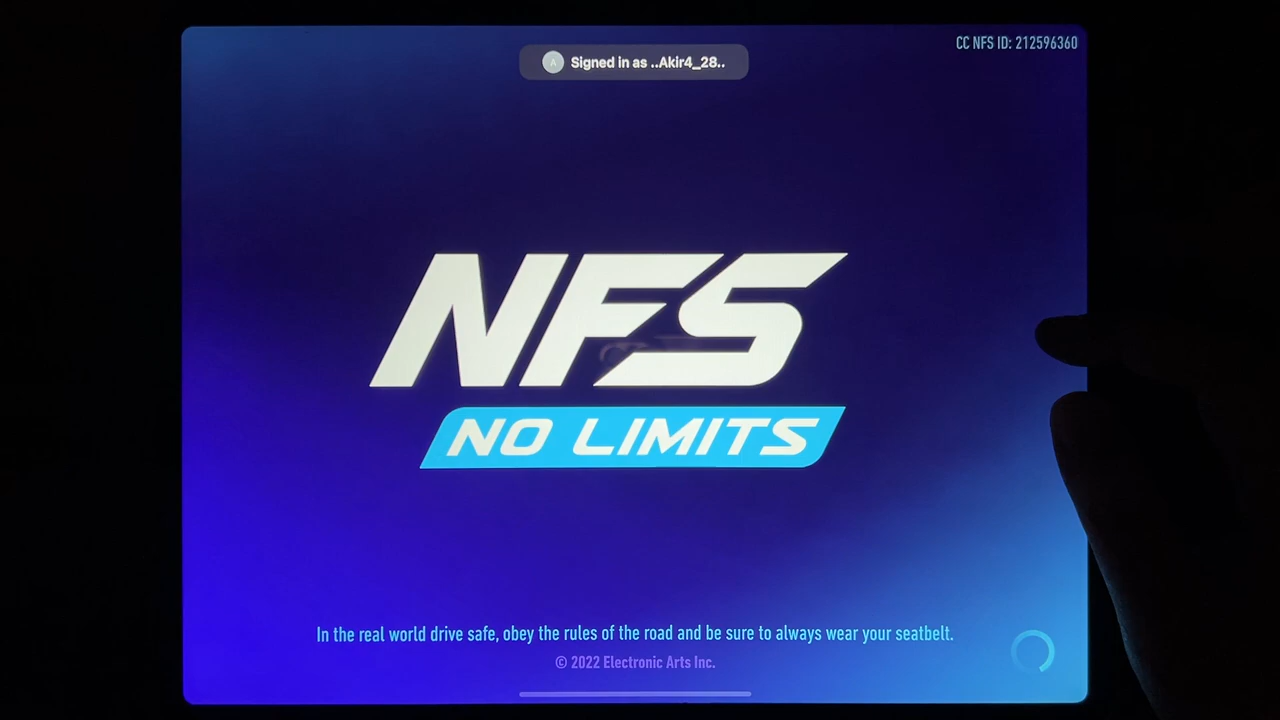 CC NFS ID: 212596360
A
Signed in as ..Akir4_28..
NFS
NO LIMITS
In the real world drive safe, obey the rules of the road and be sure to always wear your seatbelt.
© 2022 Electronic Arts Inc.